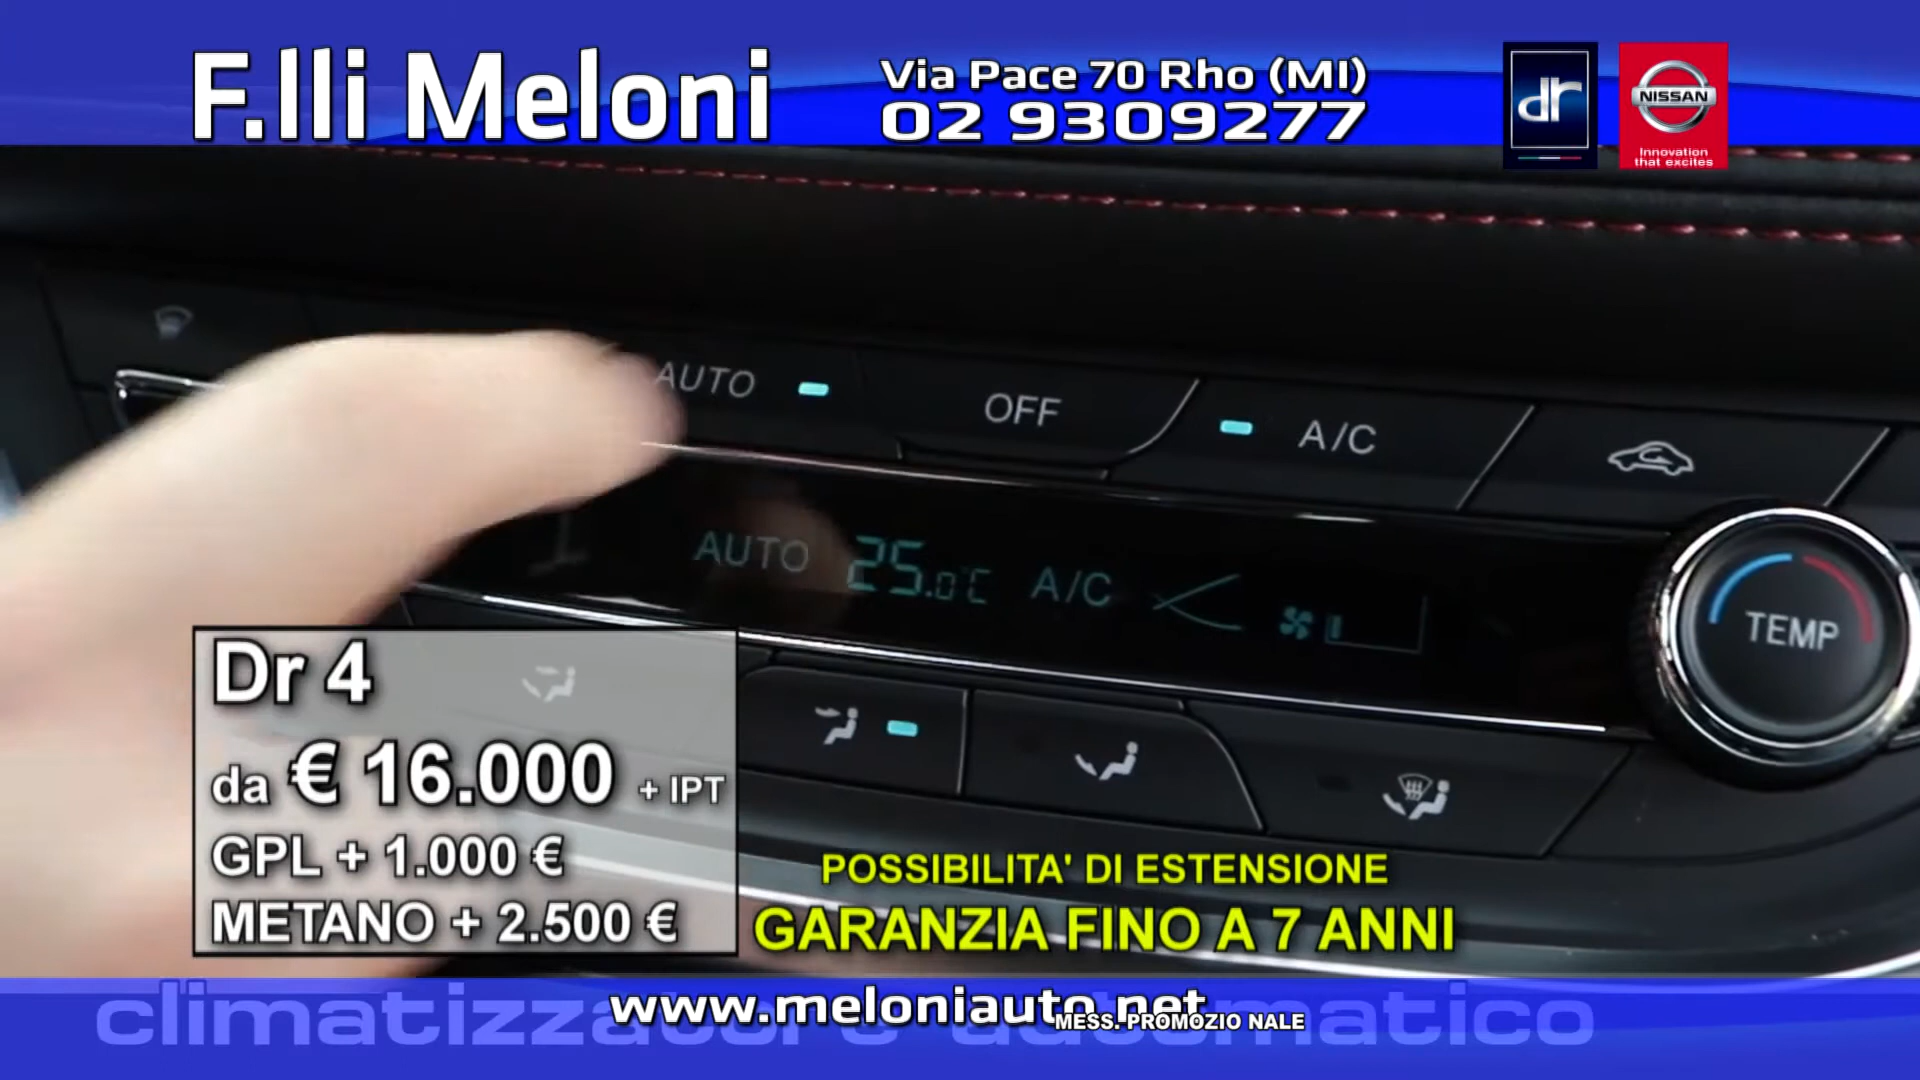 F.lli Meloni
Via Pace 70 Rho (MI)
02 9309277
dr
NISSAN
Innovation
that excites
AUTO
OFF
A/C
AUTO 25.0°C A/C
TEMP
Dr 4
da € 16.000 + IPT
GPL + 1.000 €
METANO + 2.500 €
POSSIBILITA' DI ESTENSIONE
GARANZIA FINO A 7 ANNI
climatizzatore automatico
www.meloniauto.net
MESS. PROMOZIO NALE